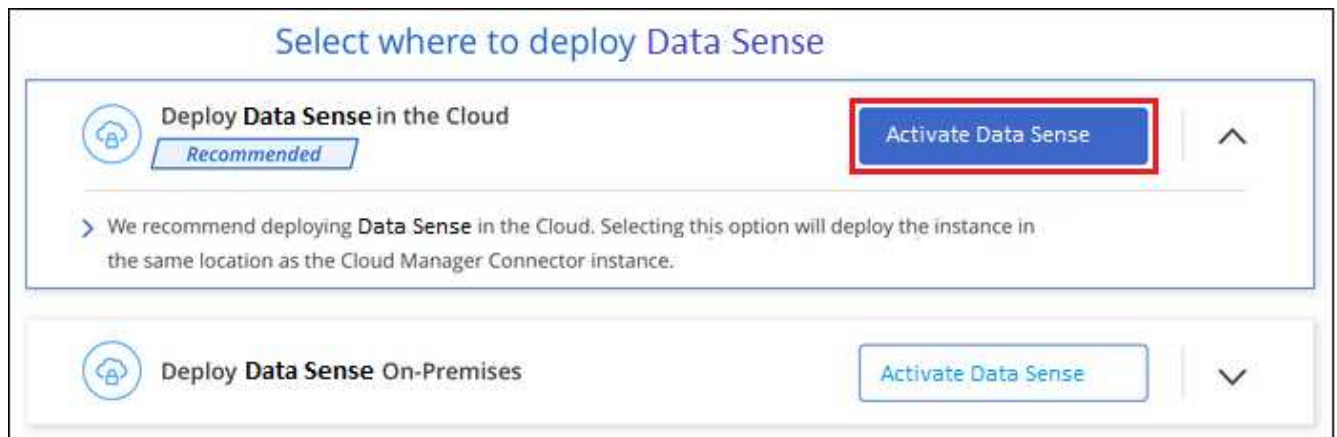 Select where to deploy Data Sense
Deploy Data Sense in the Cloud
Recommended
Activate Data Sense
We recommend deploying Data Sense in the Cloud. Selecting this option will deploy the instance in
the same location as the Cloud Manager Connector instance.
Deploy Data Sense On-Premises
Activate Data Sense